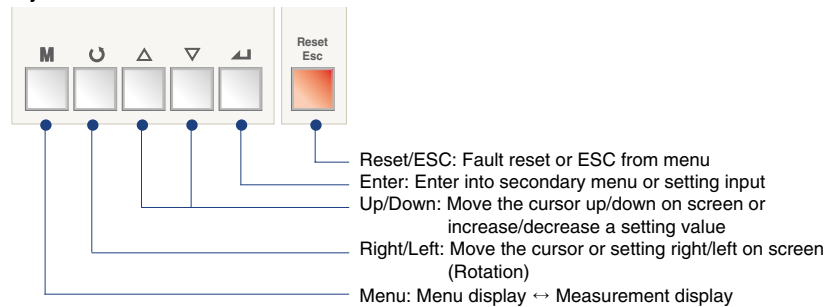 M
Reset
Esc
Reset/ESC: Fault reset or ESC from menu
Enter: Enter into secondary menu or setting input
Up/Down: Move the cursor up/down on screen or
increase/decrease a setting value
Right/Left: Move the cursor or setting right/left on screen
(Rotation)
Menu: Menu display ↔ Measurement display